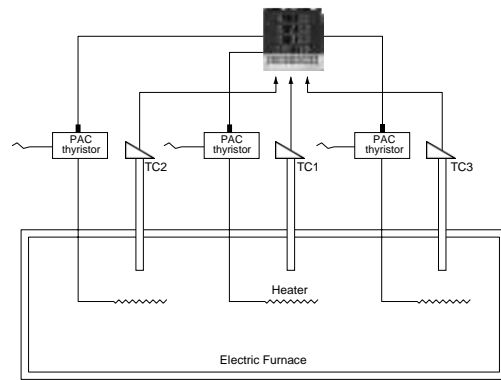 PAC
thyristor
TC2
PAC
thyristor
TC1
PAC
thyristor
TC3
Heater
Electric Furnace